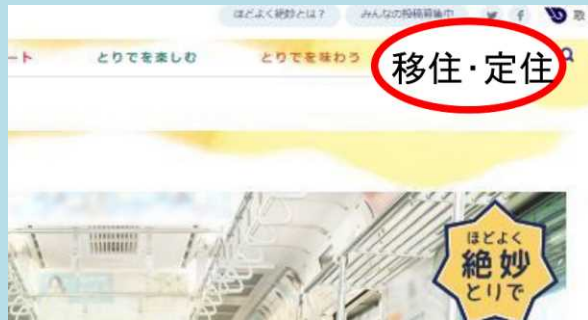 ほどよく絶妙とは? みんなの投稿募集中
ート とりでを楽しむ とりでを味わう 移住・定住
ほどよく
絶妙
とりで